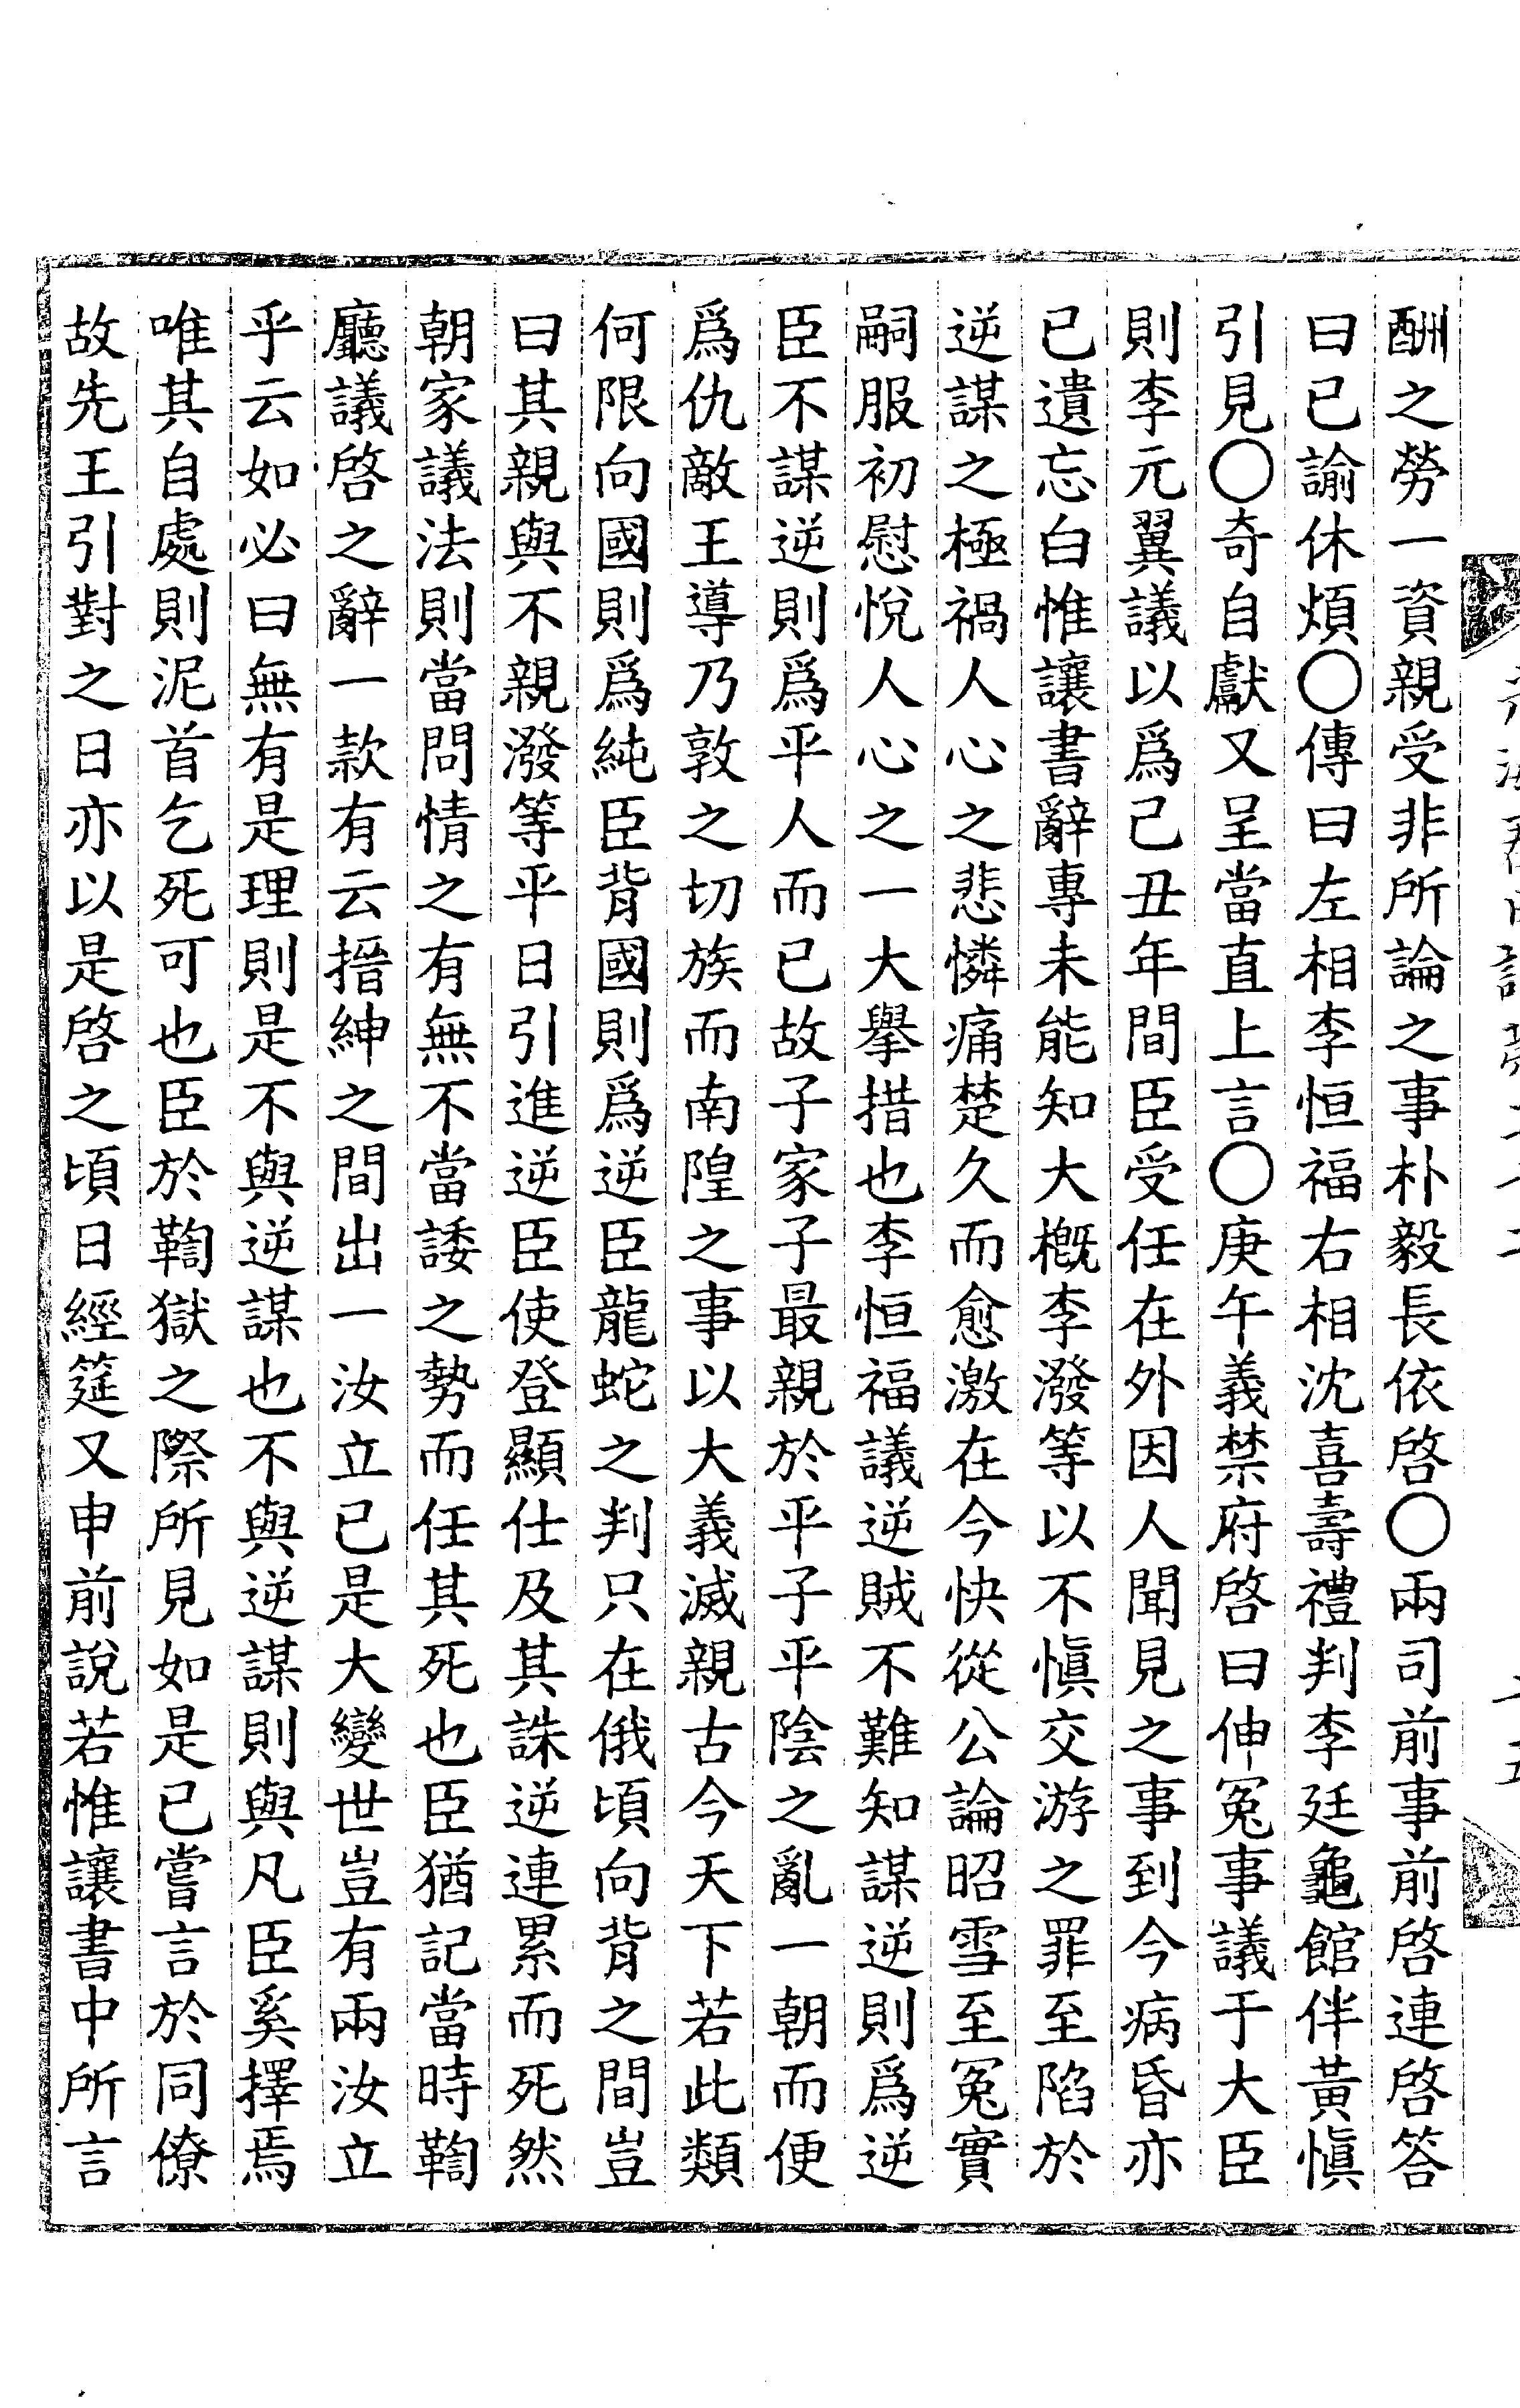 酬之勞一資親受非所論之事朴毅長依啓○兩司前事前啓連啓答
曰已諭休煩○傳曰左相李恒福右相沈喜壽禮判李廷龜館伴黃愼
引見○奇自獻又呈當直上言○庚午義禁府啓曰伸冤事議于大臣
則李元翼議以爲己丑年間臣受任在外因人聞見之事到今病昏亦
已遺忘白惟讓書辭專未能知大槪李潑等以不愼交游之罪至陷於
逆謀之極禍人心之悲憐痛楚久而愈激在今快從公論昭雪至冤實
嗣服初慰悅人心之一大擧措也李恒福議逆賊不難知謀逆則爲逆
臣不謀逆則爲平人而已故子家子最親於平子平陰之亂一朝而便
爲仇敵王導乃敦之切族而南隍之事以大義滅親古今天下若此類
何限向國則爲純臣背國則爲逆臣龍蛇之判只在俄頃向背之間豈
曰其親與不親潑等平日引進逆臣使登顯仕及其誅逆連累而死然
朝家議法則當問情之有無不當諉之勢而任其死也臣猶記當時鞫
廳議啓之辭一款有云搢紳之間出一汝立已是大變世豈有兩汝立
乎云如必曰無有是理則是不與逆謀也不與逆謀則與凡臣奚擇焉
唯其自處則泥首乞死可也臣於鞫獄之際所見如是已嘗言於同僚
故先王引對之日亦以是啓之頃日經筵又申前說若惟讓書中所言